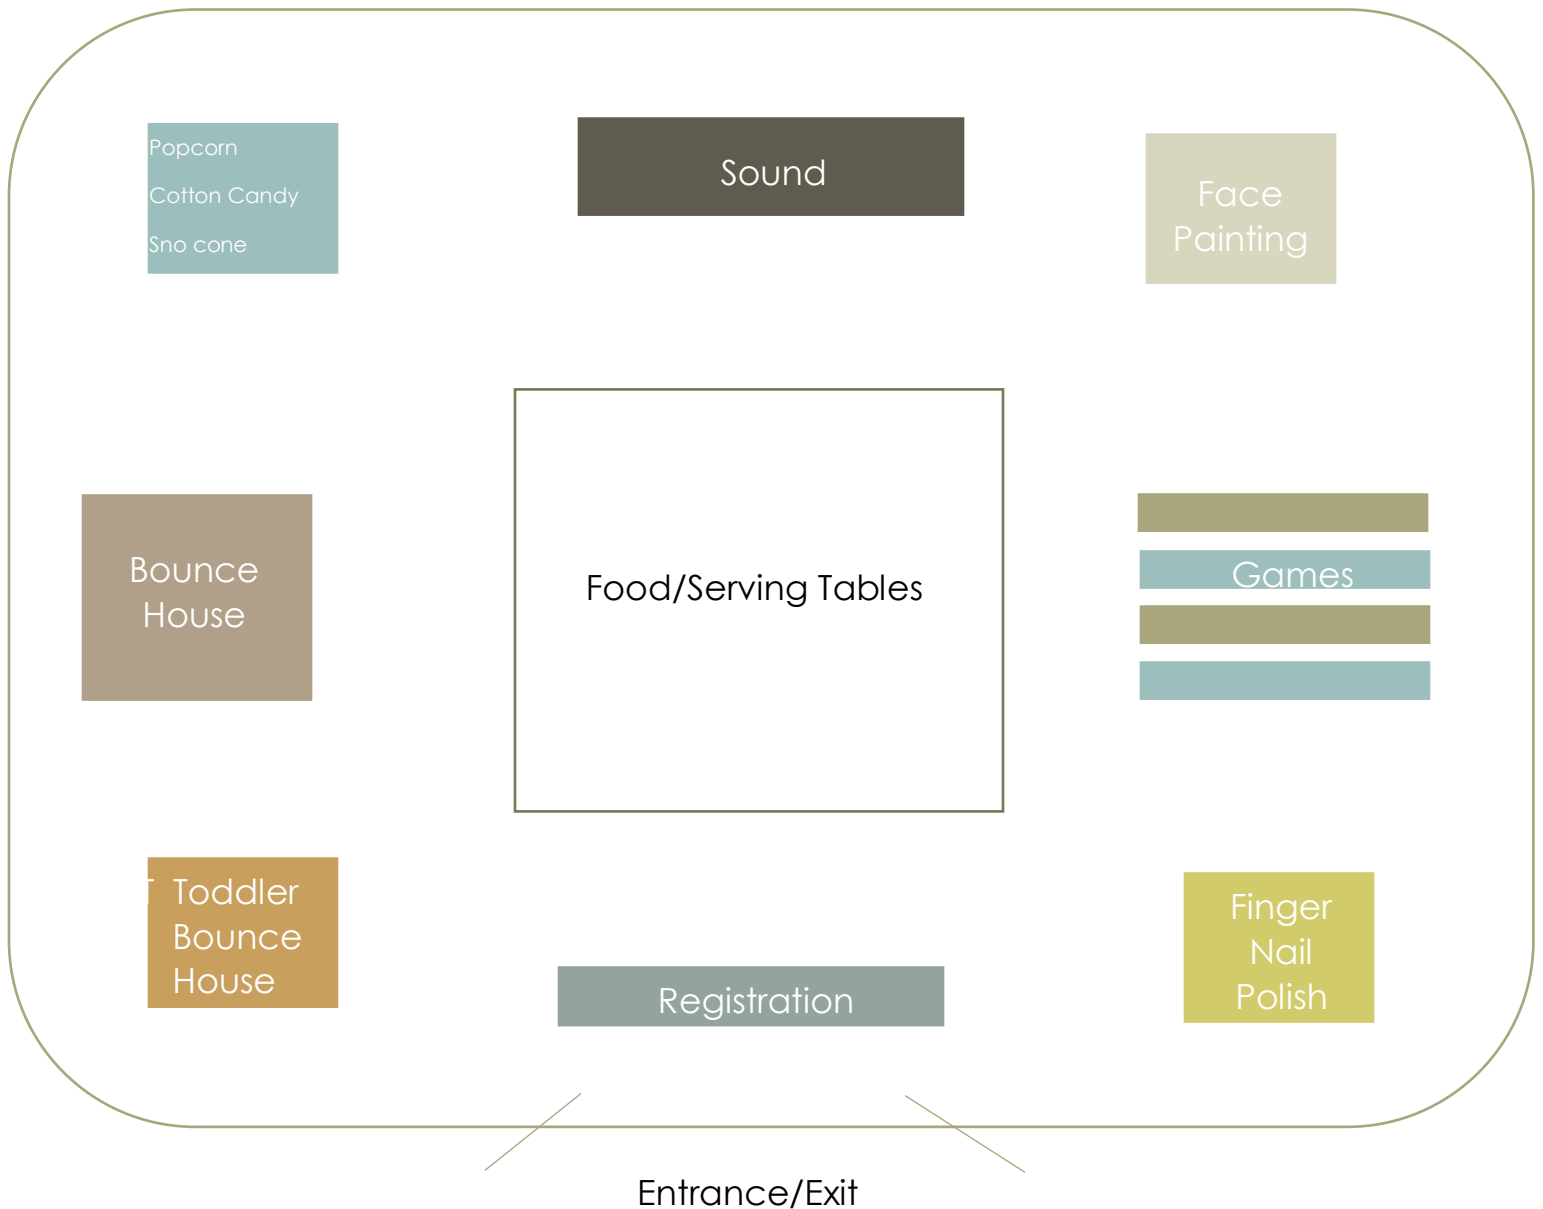 Popcorn
Cotton Candy
Sno cone
Sound
Face
Painting
Bounce
House
Food/Serving Tables
Games
T Toddler
Bounce
House
Registration
Finger
Nail
Polish
Entrance/Exit